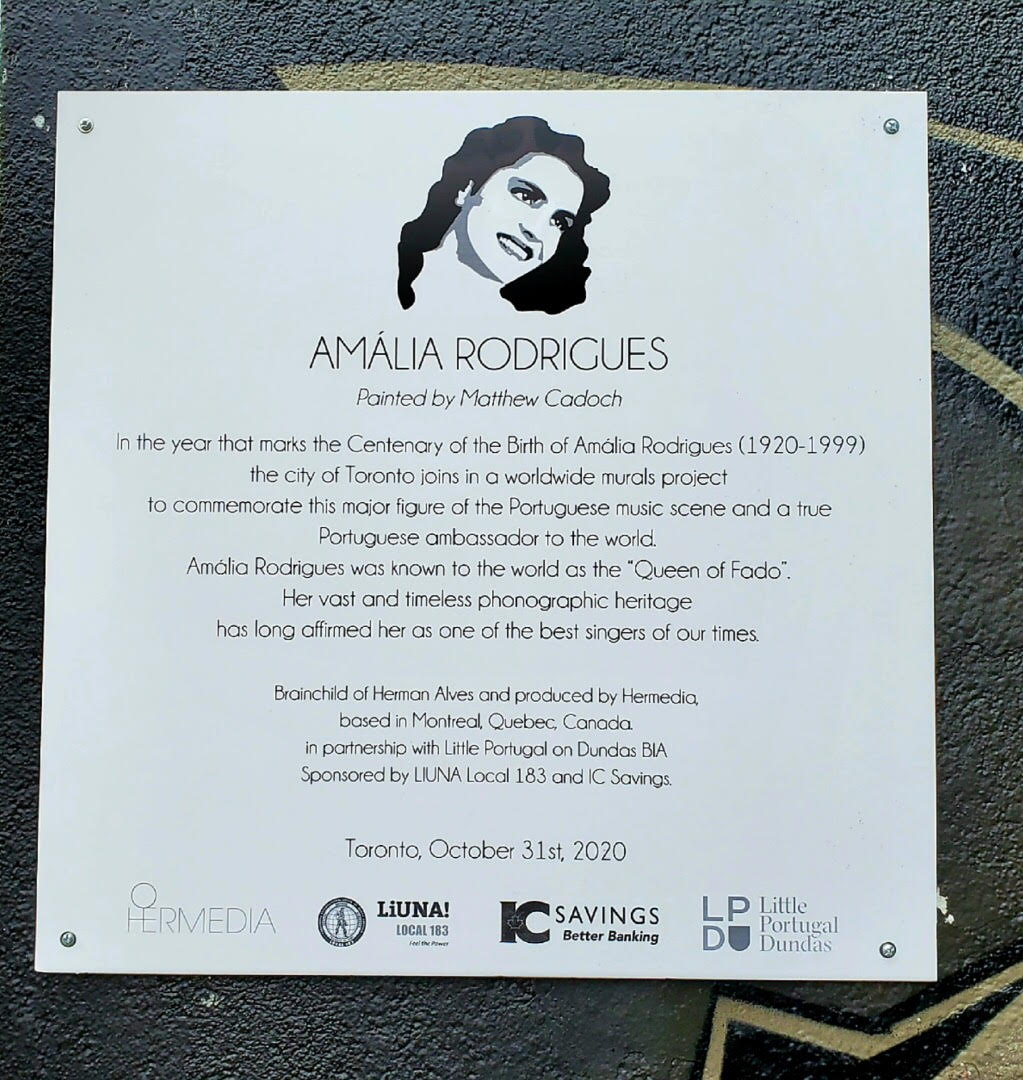 AMÁLIA RODRIGUES
Painted by Matthew Cadoch
In the year that marks the Centenary of the Birth of Amália Rodrigues (1920-1999)
the city of Toronto joins in a worldwide murals project
to commemorate this major figure of the Portuguese music scene and a true
Portuguese ambassador to the world.
Amália Rodrigues was known to the world as the “Queen of Fado”.
Her vast and timeless phonographic heritage
has long affirmed her as one of the best singers of our times.
Brainchild of Herman Alves and produced by Hermedia,
based in Montreal, Quebec, Canada.
in partnership with Little Portugal on Dundas BIA
Sponsored by LIUNA Local 183 and IC Savings.
Toronto, October 31st, 2020
HERMEDIA
LiUNA!
LOCAL 183
Feel the Power
IC SAVINGS
Better Banking
LP
DU
Little
Portugal
Dundas